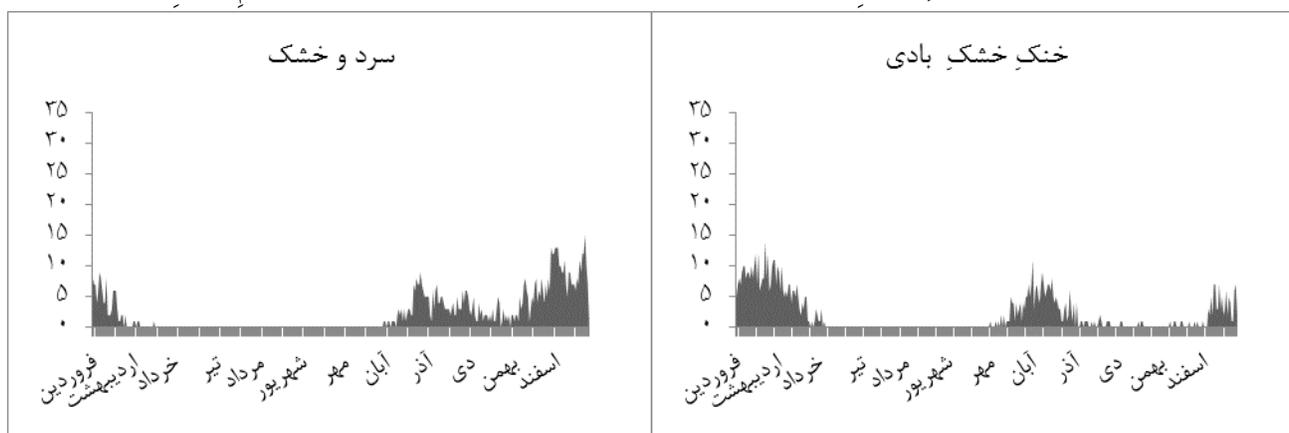 خنکِ خشکِ بادی
۳۵
۳۰
۲۵
۲۰
۱۵
۱۰
۵
۰
فروردین
اردیبهشت
خرداد
تیر
مرداد
شهریور
مهر
آبان
آذر
دی
بهمن
اسفند
سرد و خشک
۳۵
۳۰
۲۵
۲۰
۱۵
۱۰
۵
۰
فروردین
اردیبهشت
خرداد
تیر
مرداد
شهریور
مهر
آبان
آذر
دی
بهمن
اسفند